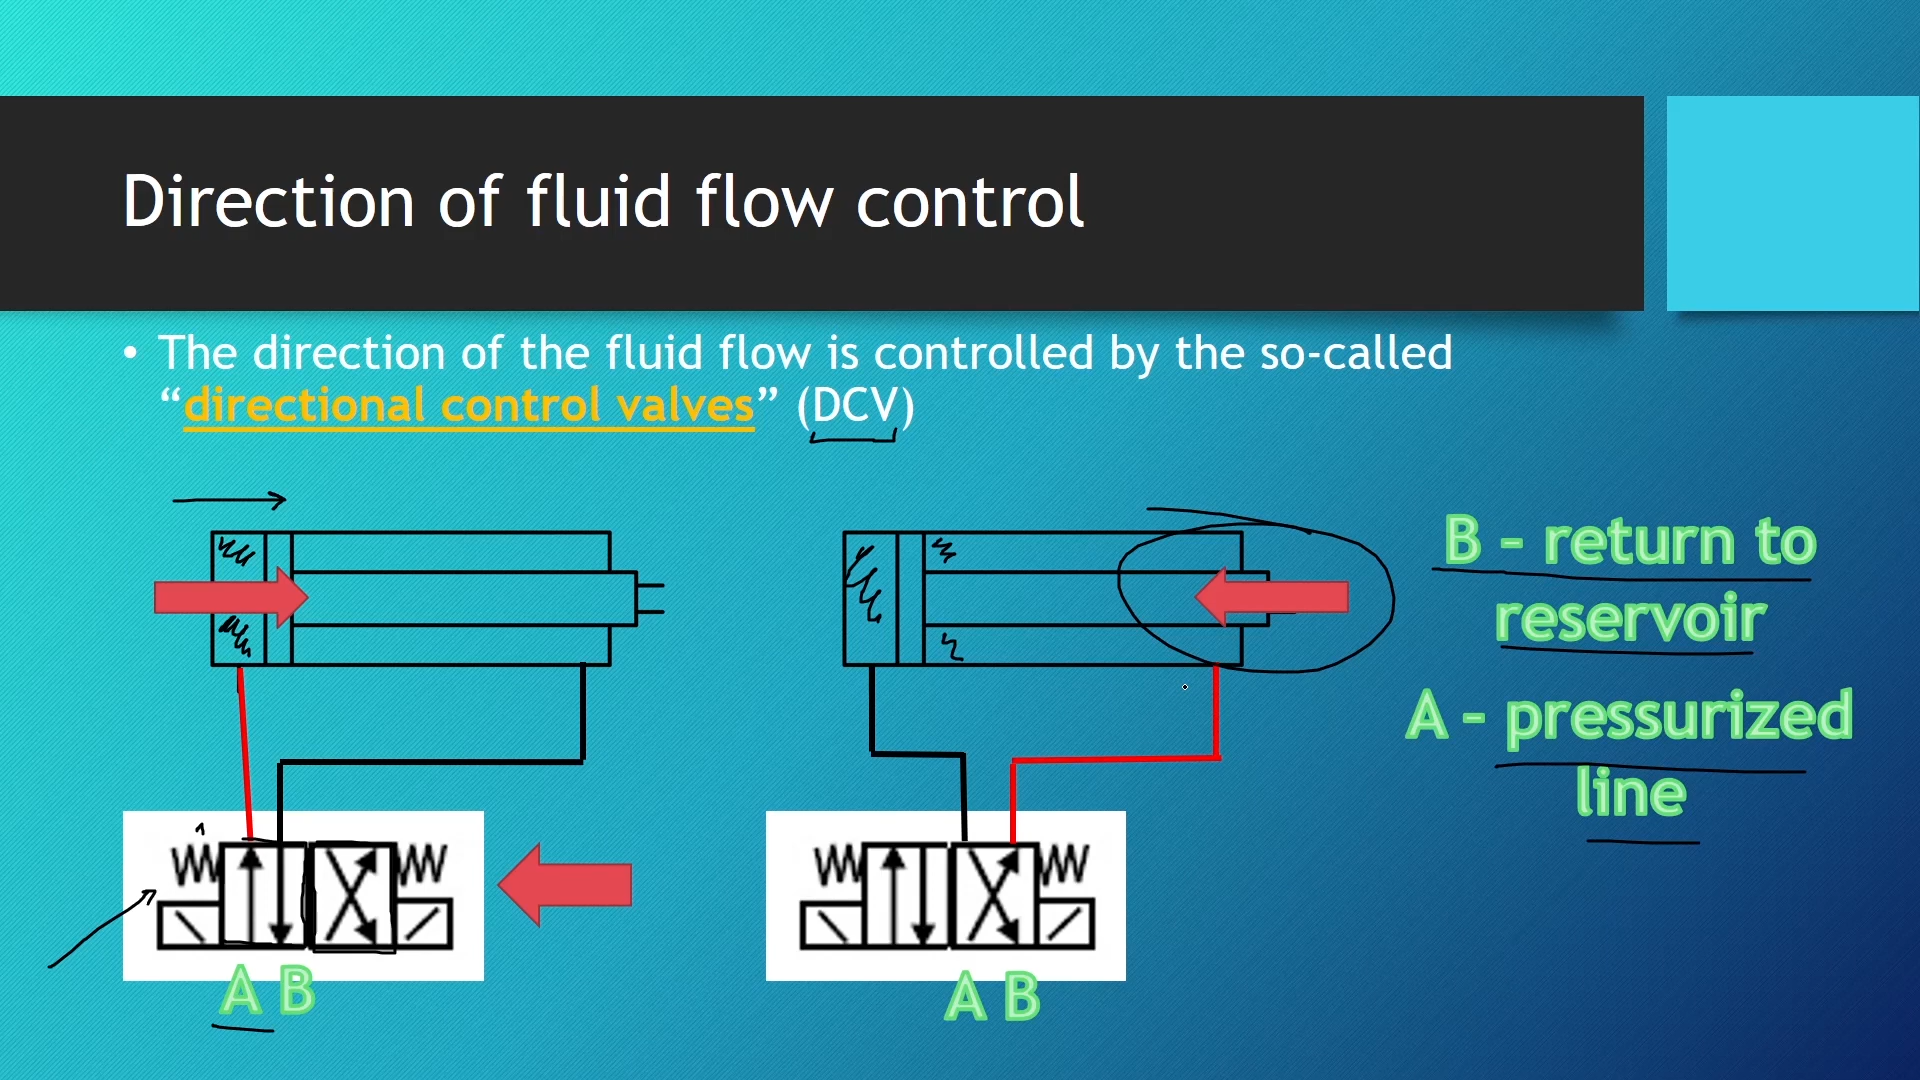 Direction of fluid flow control
• The direction of the fluid flow is controlled by the so-called
“directional control valves” (DCV)
B – return to
reservoir
A – pressurized
line
A B
A B